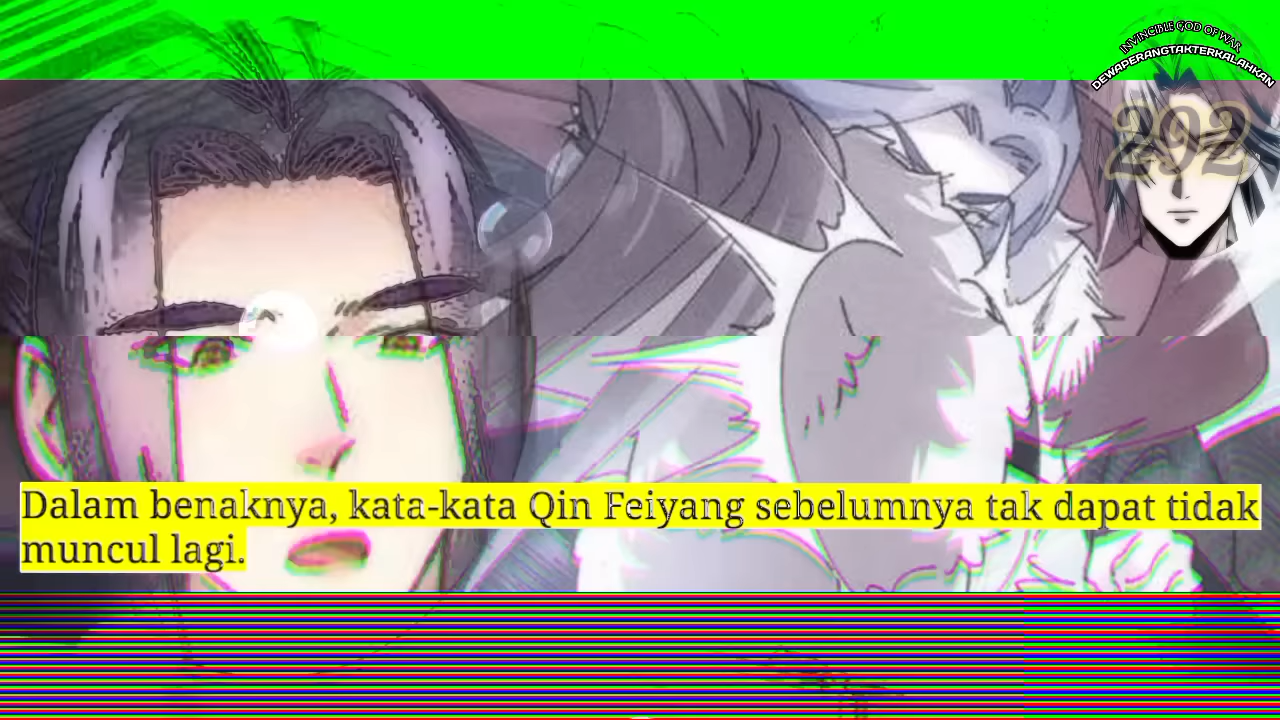 INVINCIBLE GOD OF WAR
DEWAPERANGTAKTERKALAHKAN
292
Dalam benaknya, kata-kata Qin Feiyang sebelumnya tak dapat tidak
muncul lagi.